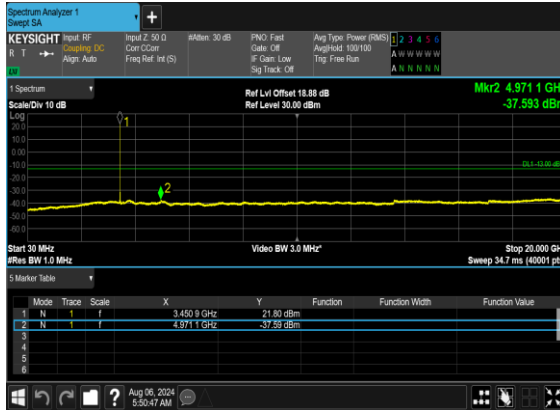 Spectrum Analyzer 1
Swept SA
+
KEYSIGHT Input: RF Input Z: 50 Ω #Atten: 30 dB PNO: Fast Avg Type: Power (RMS) 1 2 3 4 5 6
R T Coupling: DC Corr CCorr Gate: Off Avg|Hold: 100/100 A W W W W W
Align: Auto Freq Ref: Int (S) IF Gain: Low Trig: Free Run
LXI Sig Track: Off A N N N N N
1 Spectrum Ref Lvl Offset 18.88 dB Mkr2 4.971 1 GH
Scale/Div 10 dB Ref Level 30.00 dBm -37.593 dBr
Log
20.0
10.0
0.00
-10.0
-20.0
-30.0
-40.0
-50.0
-60.0
1
DL1 -13.00 dB
2
Start 30 MHz Video BW 3.0 MHz* Stop 20.000 GH
#Res BW 1.0 MHz Sweep 34.7 ms (40001 pt
5 Marker Table
Mode Trace Scale X Y Function Function Width Function Value
1 N 1 f 3.450 9 GHz 21.80 dBm
2 N 1 f 4.971 1 GHz -37.59 dBm
3
4
5
6
? Aug 06, 2024
5:50:47 AM